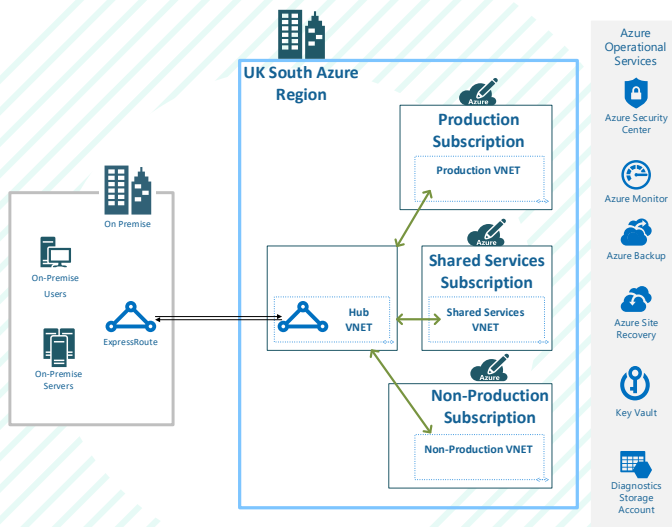 UK South Azure
Region
Azure
Production
Subscription
Production VNET
On Premise
On-Premise
Users
ExpressRoute
On-Premise
Servers
Hub
VNET
Azure
Shared Services
Subscription
Shared Services
VNET
Azure
Non-Production
Subscription
Non-Production VNET
Azure
Operational
Services
Azure Security
Center
Azure Monitor
Azure Backup
Azure Site
Recovery
Key Vault
Diagnostics
Storage
Account